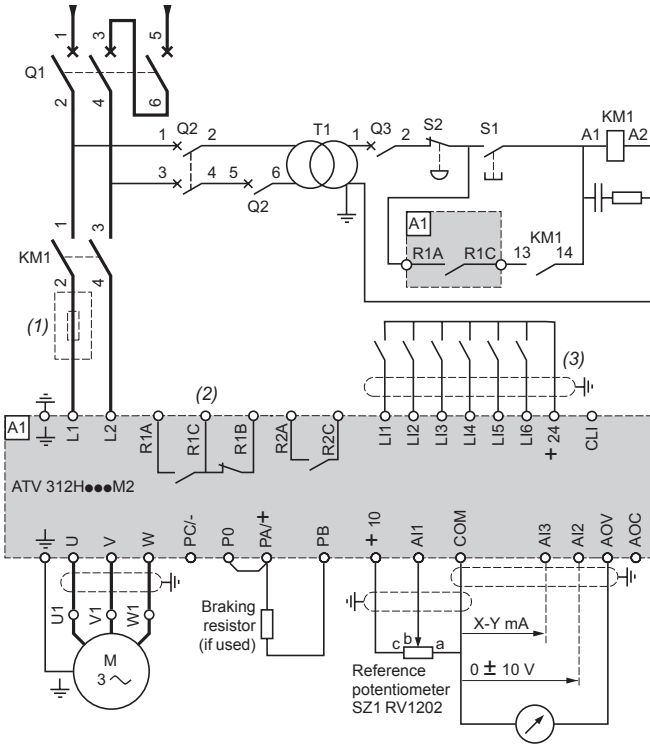 1 3 5
Q1
2 4 6
1 Q2 2 T1 1 Q3 2 S2 S1 KM1
A1 A2
3 4 5 6
Q2
A1
R1A R1C 13 KM1 14
1 3
KM1
2 4
(1)
(2)
(3)
A1
L1 L2 R1A R1C R1B R2A R2C LI1 LI2 LI3 LI4 LI5 LI6 + 24 CLI
ATV 312H●●●M2
U V W PC/- P0 PA/+ PB + 10 AI1 COM AI3 AI2 AOV AOC
U1 V1 W1
M
3 ~
Braking
resistor
(if used)
c b a
Reference
potentiometer
SZ1 RV1202
X-Y mA
0 ± 10 V